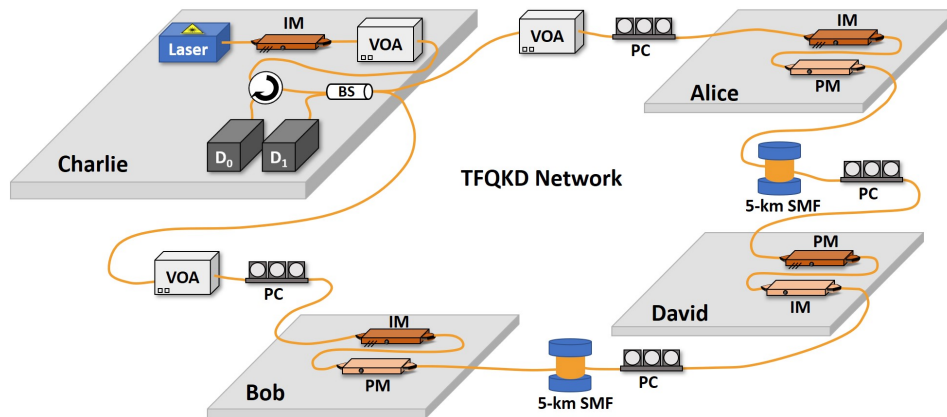 Laser
IM
VOA
BS
D0
D1
Charlie
VOA
PC
IM
PM
Alice
TFQKD Network
5-km SMF
PC
PM
IM
David
VOA
PC
IM
PM
Bob
5-km SMF
PC